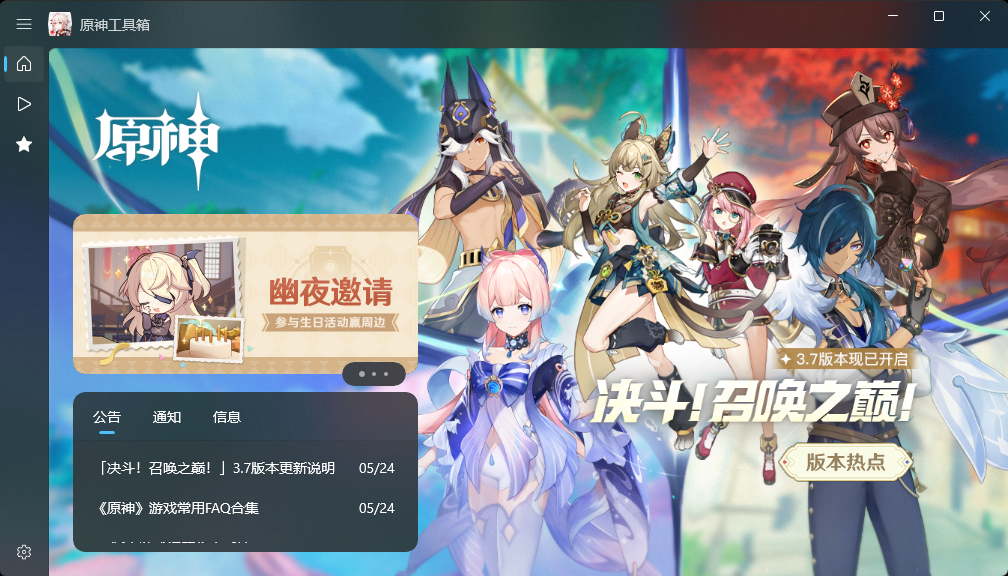 原神工具箱
原神
幽夜邀请
参与生日活动赢周边
公告 通知 信息
「决斗！召唤之巅！」3.7版本更新说明 05/24
《原神》游戏常用FAQ合集 05/24
3.7版本现已开启
决斗!召唤之巅!
版本热点